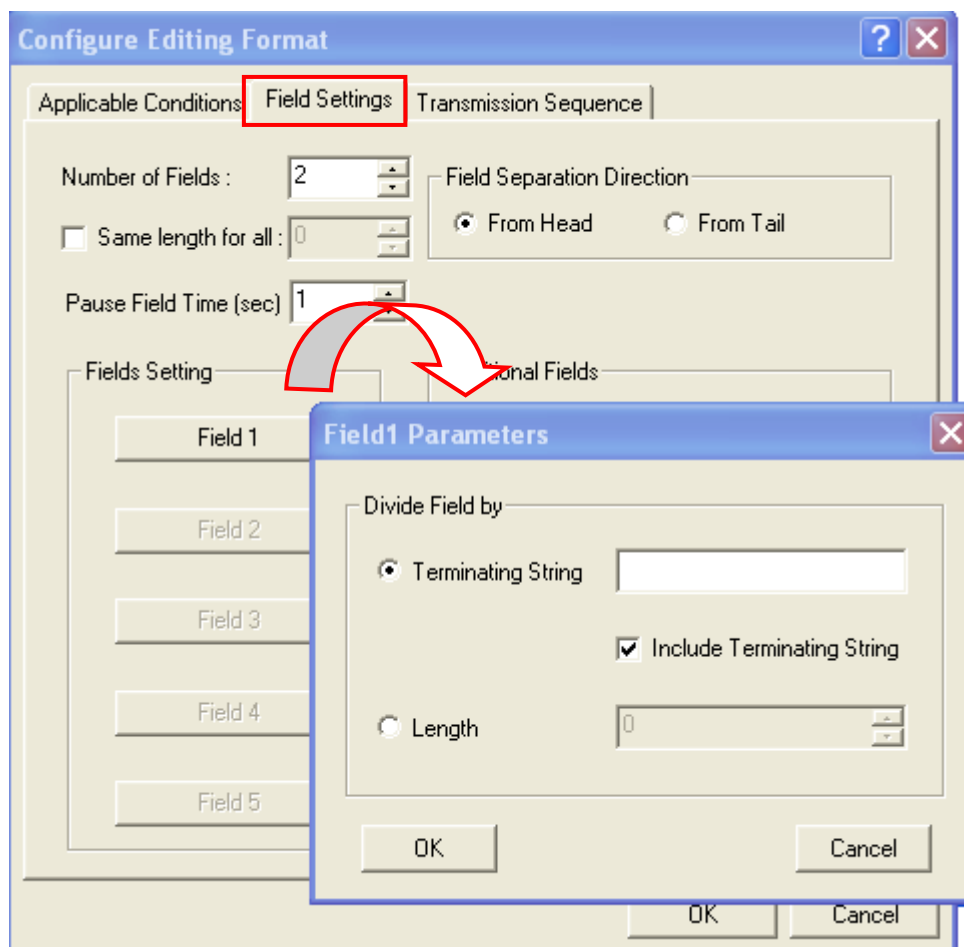 Configure Editing Format
Applicable Conditions Field Settings Transmission Sequence
Number of Fields : 2
Field Separation Direction
From Head From Tail
Same length for all : 0
Pause Field Time (sec) 1
Fields Setting
tional Fields
Field 1
Field 2
Field 3
Field 4
Field 5
Field1 Parameters
Divide Field by
Terminating String
Include Terminating String
Length 0
OK Cancel
OK Cancel